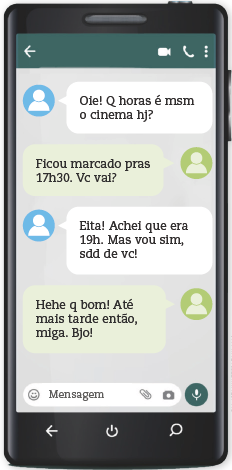 Oie! Q horas é msm
o cinema hj?
Ficou marcado pras
17h30. Vc vai?
Eita! Achei que era
19h. Mas vou sim,
sdd de vc!
Hehe q bom! Até
mais tarde então,
miga. Bjo!
Mensagem